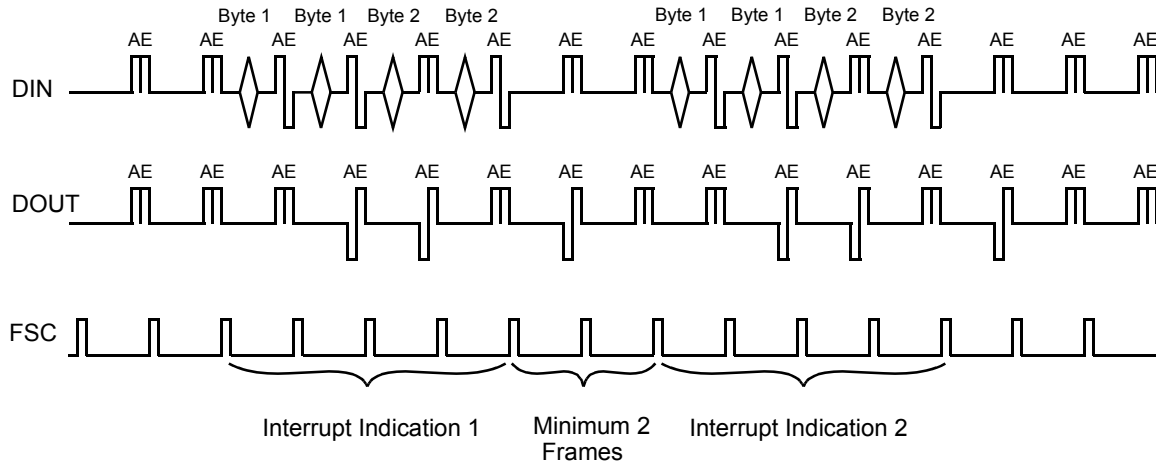 Byte 1 Byte 1 Byte 2 Byte 2 Byte 1 Byte 1 Byte 2 Byte 2
AE AE AE AE AE AE AE AE AE AE AE AE AE AE AE
DIN
AE AE AE AE AE AE AE AE AE AE AE AE AE AE AE
DOUT
FSC
Interrupt Indication 1 Minimum 2 Interrupt Indication 2
Frames